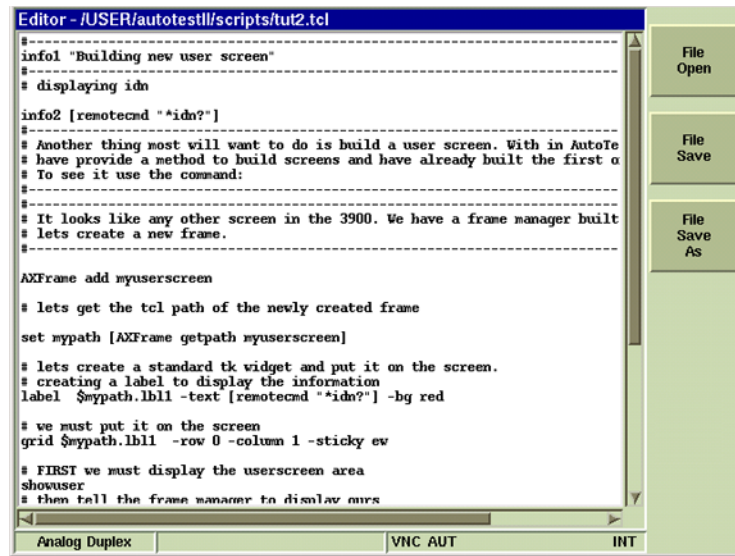 Editor - /USER/autotestII/scripts/tut2.tcl
#-----------------------------------------------------------------------
info1 "Building new user screen"
#-----------------------------------------------------------------------
# displaying idn
info2 [remotecmd "*idn?"]
#-----------------------------------------------------------------------
# Another thing most will want to do is build a user screen. With in AutoTe
# have provide a method to build screens and have already built the first o
# To see it use the command:
#-----------------------------------------------------------------------
#-----------------------------------------------------------------------
# It looks like any other screen in the 3900. We have a frame manager built
# lets create a new frame.
#-----------------------------------------------------------------------
AXFrame add myuserscreen
# lets get the tcl path of the newly created frame
set mypath [AXFrame getpath myuserscreen]
# lets create a standard tk widget and put it on the screen.
# creating a label to display the information
label  $mypath.lbl1 -text [remotecmd "*idn?"] -bg red
# we must put it on the screen
grid $mypath.lbl1  -row 0 -column 1 -sticky ew
# FIRST we must display the userscreen area
showuser
# then tell the frame manager to display ours
File
Open
File
Save
File
Save
As
Analog Duplex
VNC AUT
INT